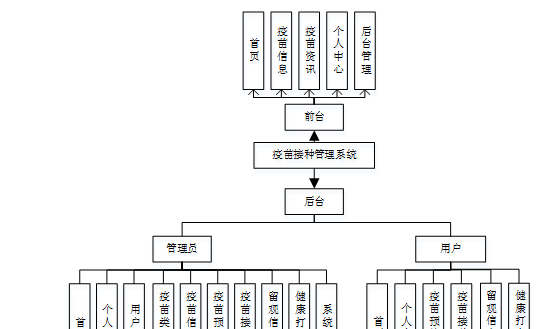 首页
疫苗信息
疫苗资讯
个人中心
后台管理
前台
疫苗接种管理系统
后台
管理员
用户
首
个人
用户
疫苗类
疫苗信
疫苗预
疫苗接
留观信
健康打
系统
首
个人
疫苗预
疫苗接
留观信
健康打